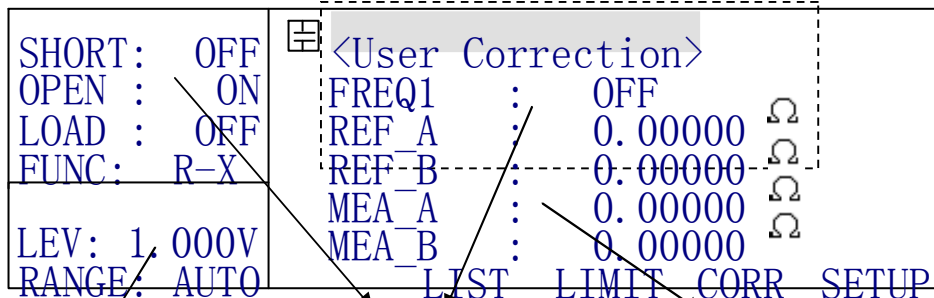 SHORT: OFF
OPEN : ON
LOAD : OFF
FUNC: R-X
LEV: 1.000V
RANGE: AUTO
<User Correction>
FREQ1 : OFF
REF_A : 0.00000 Ω
REF_B : 0.00000 Ω
MEA_A : 0.00000 Ω
MEA_B : 0.00000 Ω
LIST LIMIT CORR SETUP